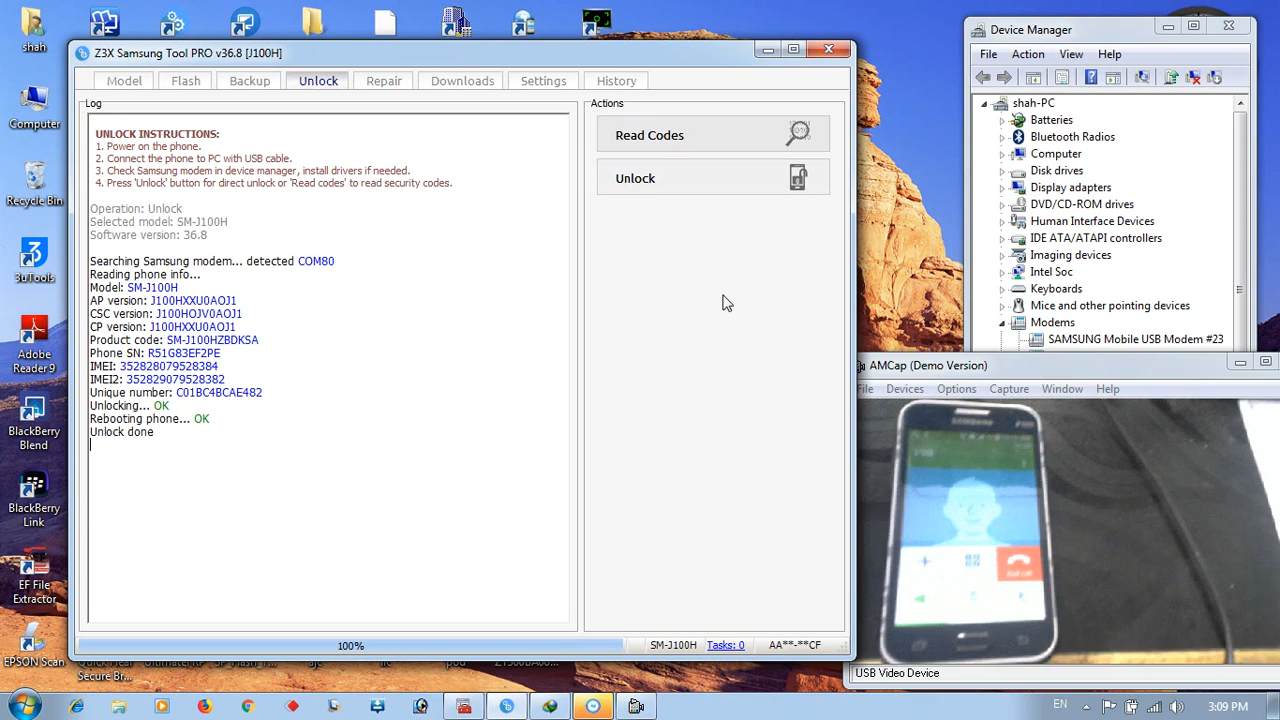 shah
Computer
Recycle Bin
3uTools
Adobe
Reader 9
BlackBerry
Blend
BlackBerry
Link
EF File
Extractor
EPSON Scan
Z3X Samsung Tool PRO v36.8 [J100H]
Model Flash Backup Unlock Repair Downloads Settings History
Log
UNLOCK INSTRUCTIONS:
1. Power on the phone.
2. Connect the phone to PC with USB cable.
3. Check Samsung modem in device manager, install drivers if needed.
4. Press 'Unlock' button for direct unlock or 'Read codes' to read security codes.
Operation: Unlock
Selected model: SM-J100H
Software version: 36.8
Searching Samsung modem... detected COM80
Reading phone info...
Model: SM-J100H
AP version: J100HXXU0AOJ1
CSC version: J100HOJV0AOJ1
CP version: J100HXXU0AOJ1
Product code: SM-J100HZBDKSA
Phone SN: R51G83EF2PE
IMEI: 352828079528384
IMEI2: 352829079528382
Unique number: C01BC4BCAE482
Unlocking... OK
Rebooting phone... OK
Unlock done
Actions
Read Codes
Unlock
100%
SM-J100H
Tasks: 0
AA**-**CF
Secure Br...
Device Manager
File Action View Help
shah-PC
Batteries
Bluetooth Radios
Computer
Disk drives
Display adapters
DVD/CD-ROM drives
Human Interface Devices
IDE ATA/ATAPI controllers
Imaging devices
Intel Soc
Keyboards
Mice and other pointing devices
Modems
SAMSUNG Mobile USB Modem #23
AMCap (Demo Version)
File Devices Options Capture Window Help
SAMSUNG
USB Video Device
EN
3:09 PM